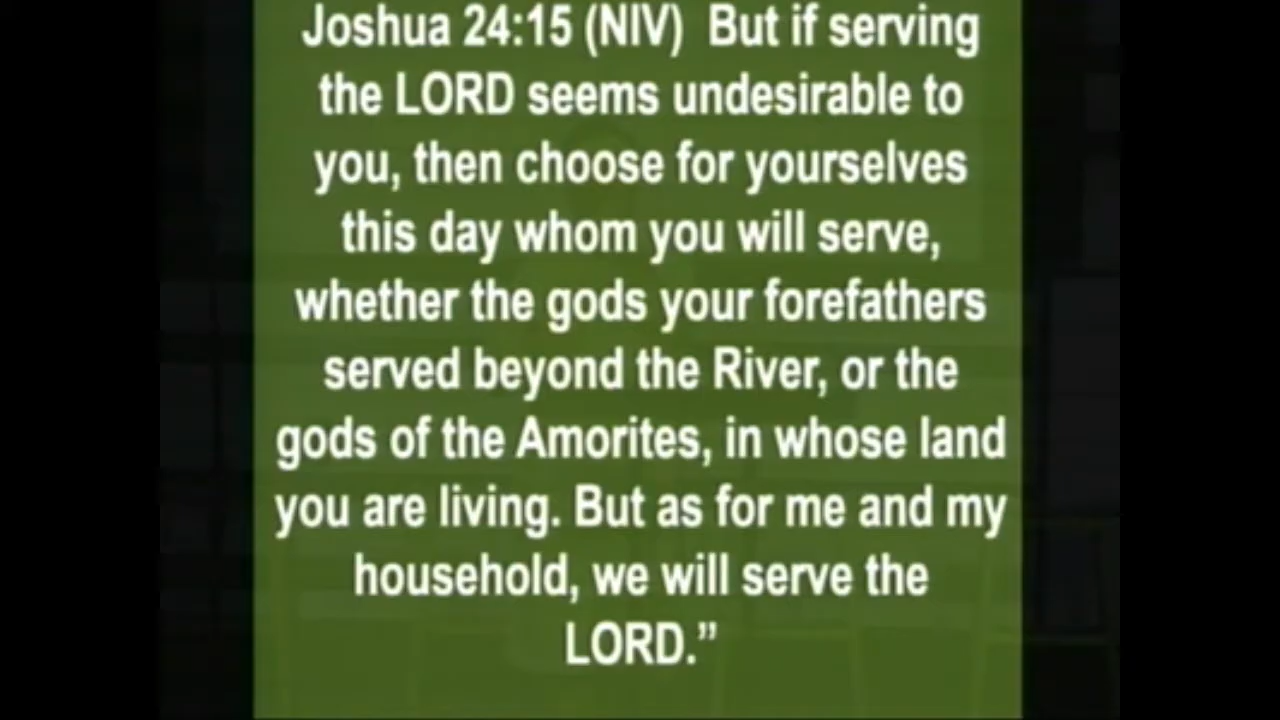 Joshua 24:15 (NIV)  But if serving
the LORD seems undesirable to
you, then choose for yourselves
this day whom you will serve,
whether the gods your forefathers
served beyond the River, or the
gods of the Amorites, in whose land
you are living. But as for me and my
household, we will serve the
LORD.”